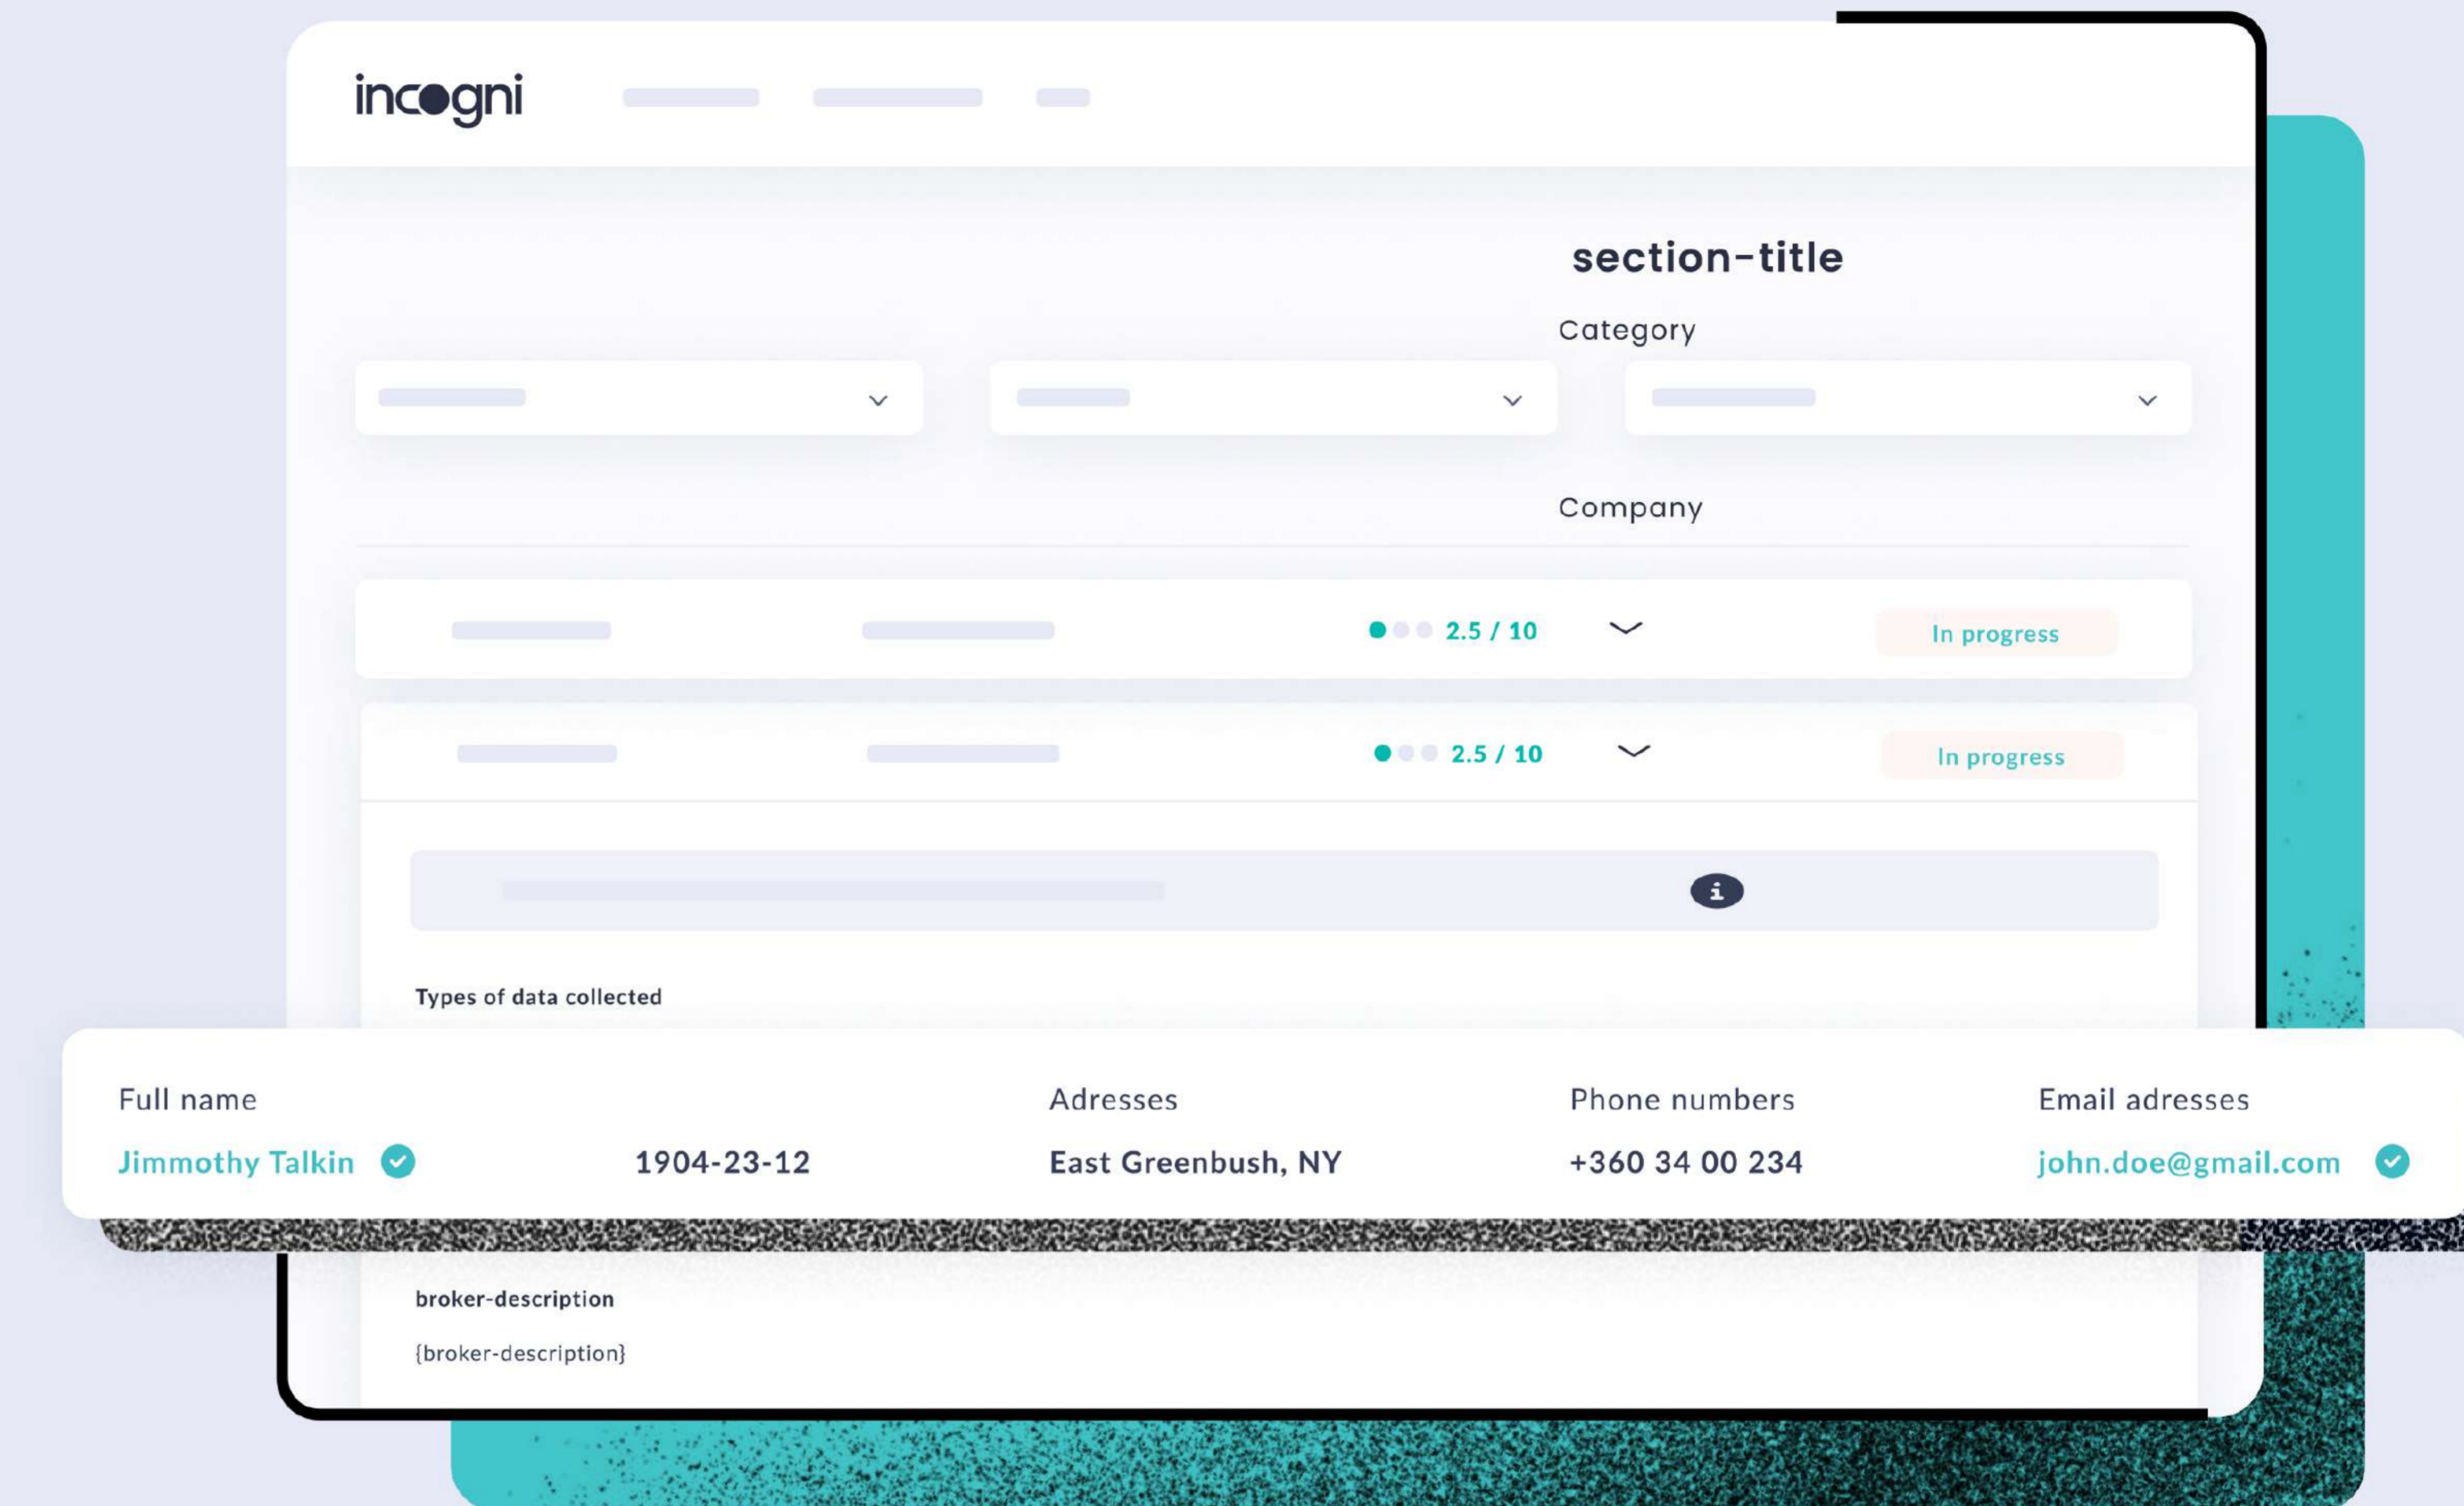 incogni
section-title
Category
Company
2.5 / 10 In progress
2.5 / 10 In progress
i
Types of data collected
Full name Adresses Phone numbers Email adresses
Jimmothy Talkin 1904-23-12 East Greenbush, NY +360 34 00 234 john.doe@gmail.com
broker-description
{broker-description}